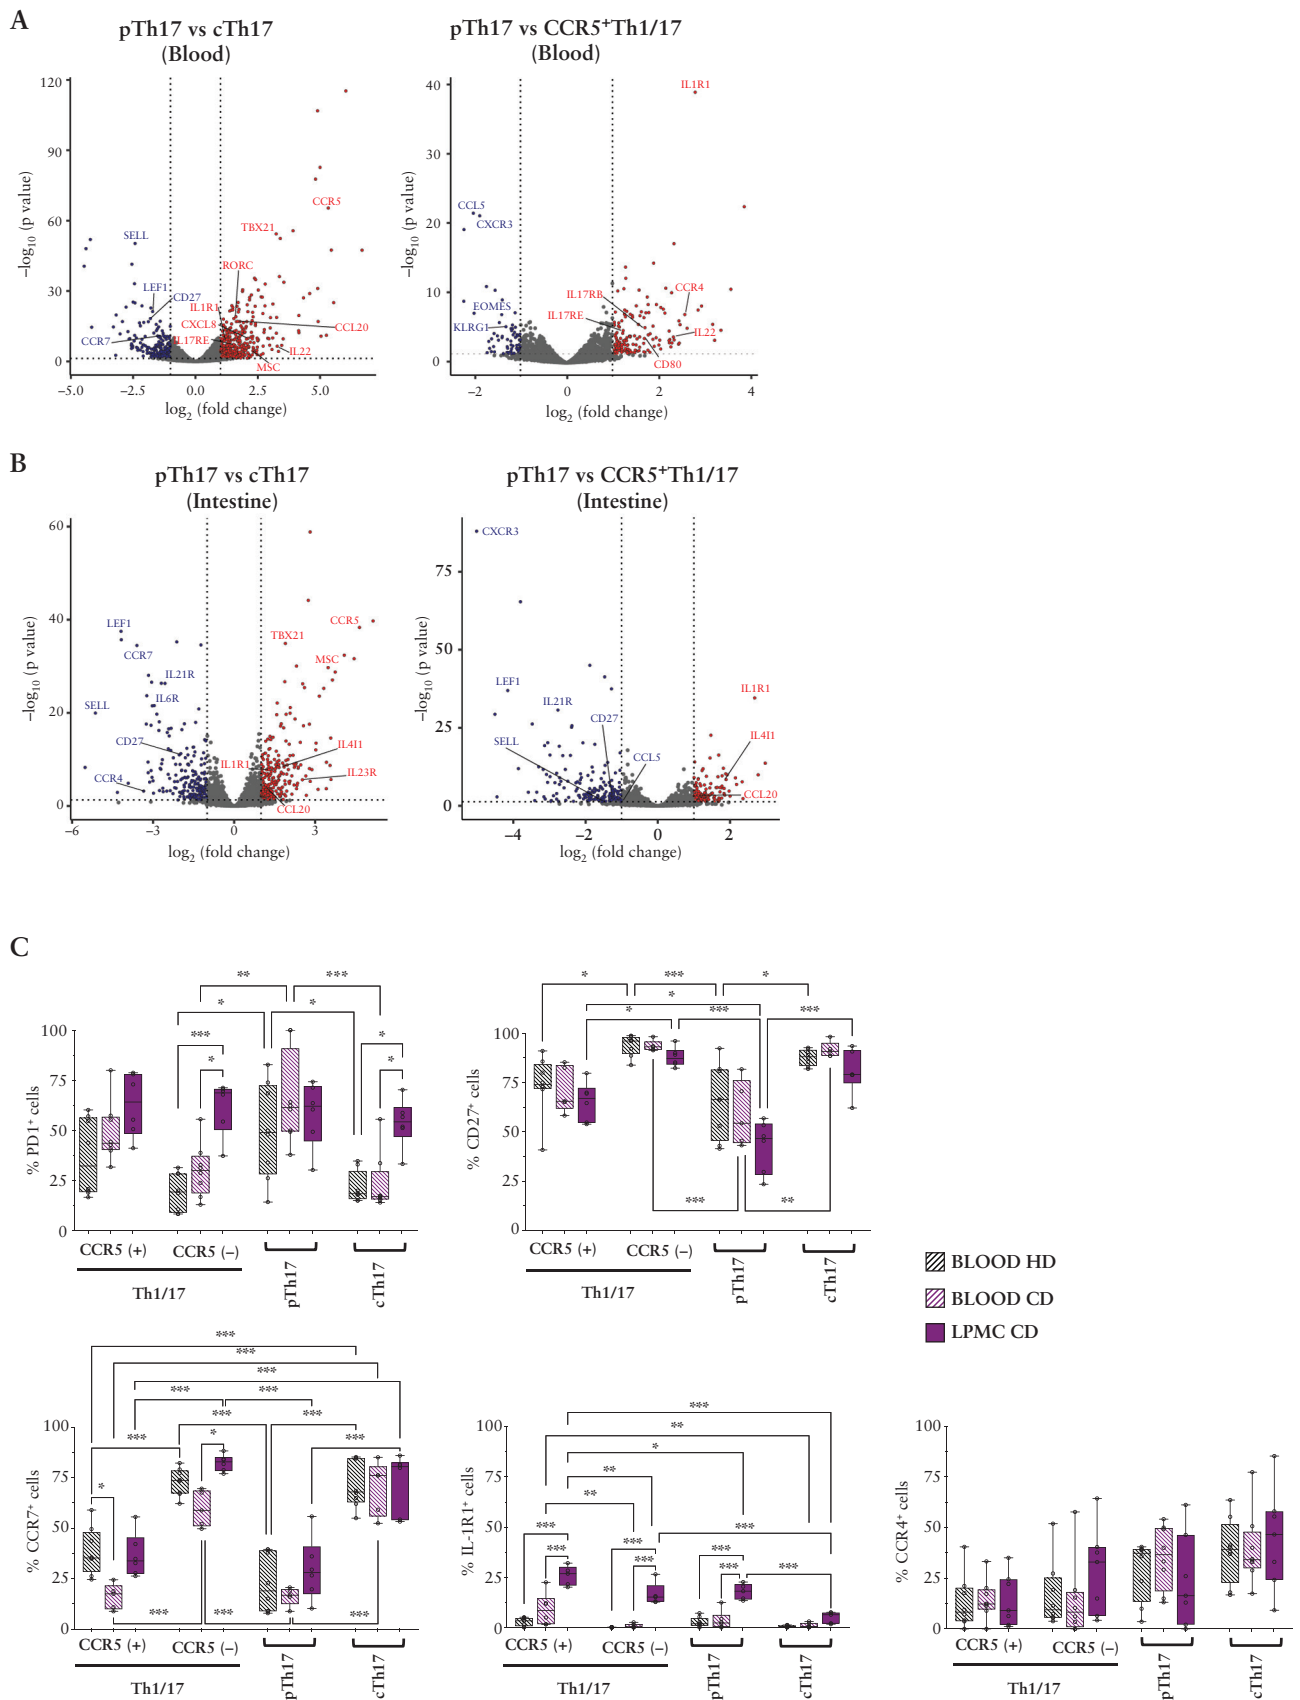 A
pTh17 vs cTh17
(Blood)
pTh17 vs CCR5+Th1/17
(Blood)
120
90
60
30
0
−log10 (p value)
−5.0
−2.5
0.0
2.5
5.0
log2 (fold change)
SELL
LEF1
CD27
CCR7
CCR5
TBX21
RORC
IL1R1
CXCL8
IL17RE
CCL20
IL22
MSC
40
30
20
10
0
−log10 (p value)
−2
0
2
4
log2 (fold change)
IL1R1
CCL5
CXCR3
EOMES
KLRG1
IL17RB
IL17RE
CCR4
IL22
CD80
B
pTh17 vs cTh17
(Intestine)
pTh17 vs CCR5+Th1/17
(Intestine)
60
40
20
0
−log10 (p value)
−6
−3
0
3
log2 (fold change)
LEF1
CCR7
IL21R
IL6R
SELL
CD27
CCR4
CCR5
TBX21
MSC
IL1R1
IL4I1
IL23R
CCL20
75
50
25
0
−log10 (p value)
−4
−2
0
2
log2 (fold change)
CXCR3
LEF1
IL21R
CD27
SELL
CCL5
IL1R1
IL4I1
CCL20
C
** ***
* *
*** *
* *
100
75
50
25
0
% PD1+ cells
CCR5 (+)
CCR5 (−)
Th1/17
pTh17
cTh17
* *** *
*
* *** ***
100
75
50
25
0
% CD27+ cells
*** **
CCR5 (+)
CCR5 (−)
Th1/17
pTh17
cTh17
BLOOD HD
BLOOD CD
LPMC CD
***
***
***
*** ***
*** ***
*** * ***
*
100
75
50
25
0
% CCR7+ cells
*** *** ***
CCR5 (+)
CCR5 (−)
Th1/17
pTh17
cTh17
***
**
*
**
**
***
*** *** ***
*** *** *** ***
100
75
50
25
0
% IL-1R1+ cells
CCR5 (+)
CCR5 (−)
Th1/17
pTh17
cTh17
100
75
50
25
0
% CCR4+ cells
CCR5 (+)
CCR5 (−)
Th1/17
pTh17
cTh17